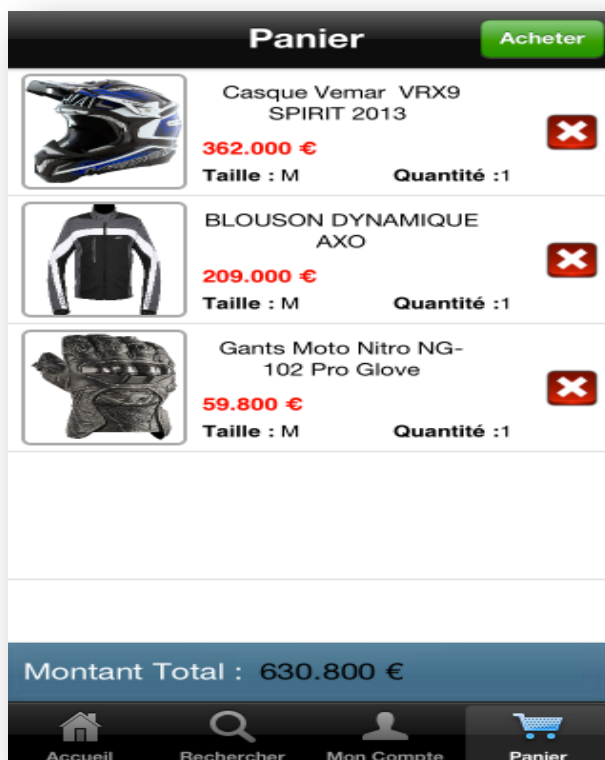 Panier
Acheter
Casque Vemar VRX9
SPIRIT 2013
362.000 €
Taille : M Quantité :1
BLOUSON DYNAMIQUE
AXO
209.000 €
Taille : M Quantité :1
Gants Moto Nitro NG-
102 Pro Glove
59.800 €
Taille : M Quantité :1
Montant Total : 630.800 €
Accueil Rechercher Mon Compte Panier